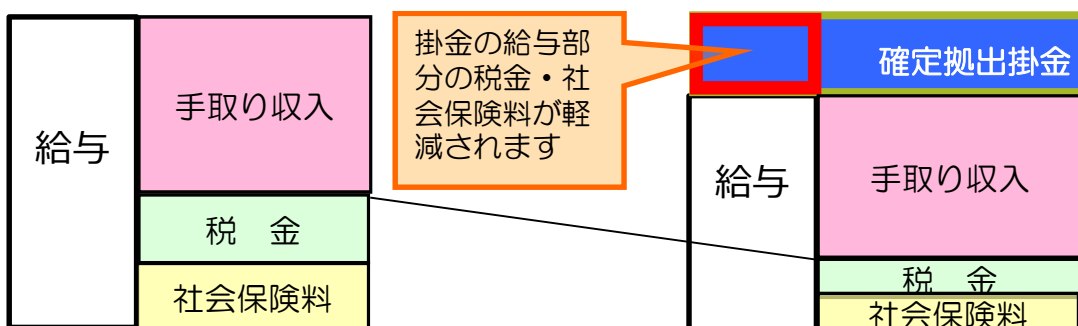 給与
手取り収入
税　金
社会保険料
掛金の給与部
分の税金・社
会保険料が軽
減されます
確定拠出掛金
給与
手取り収入
税　金
社会保険料